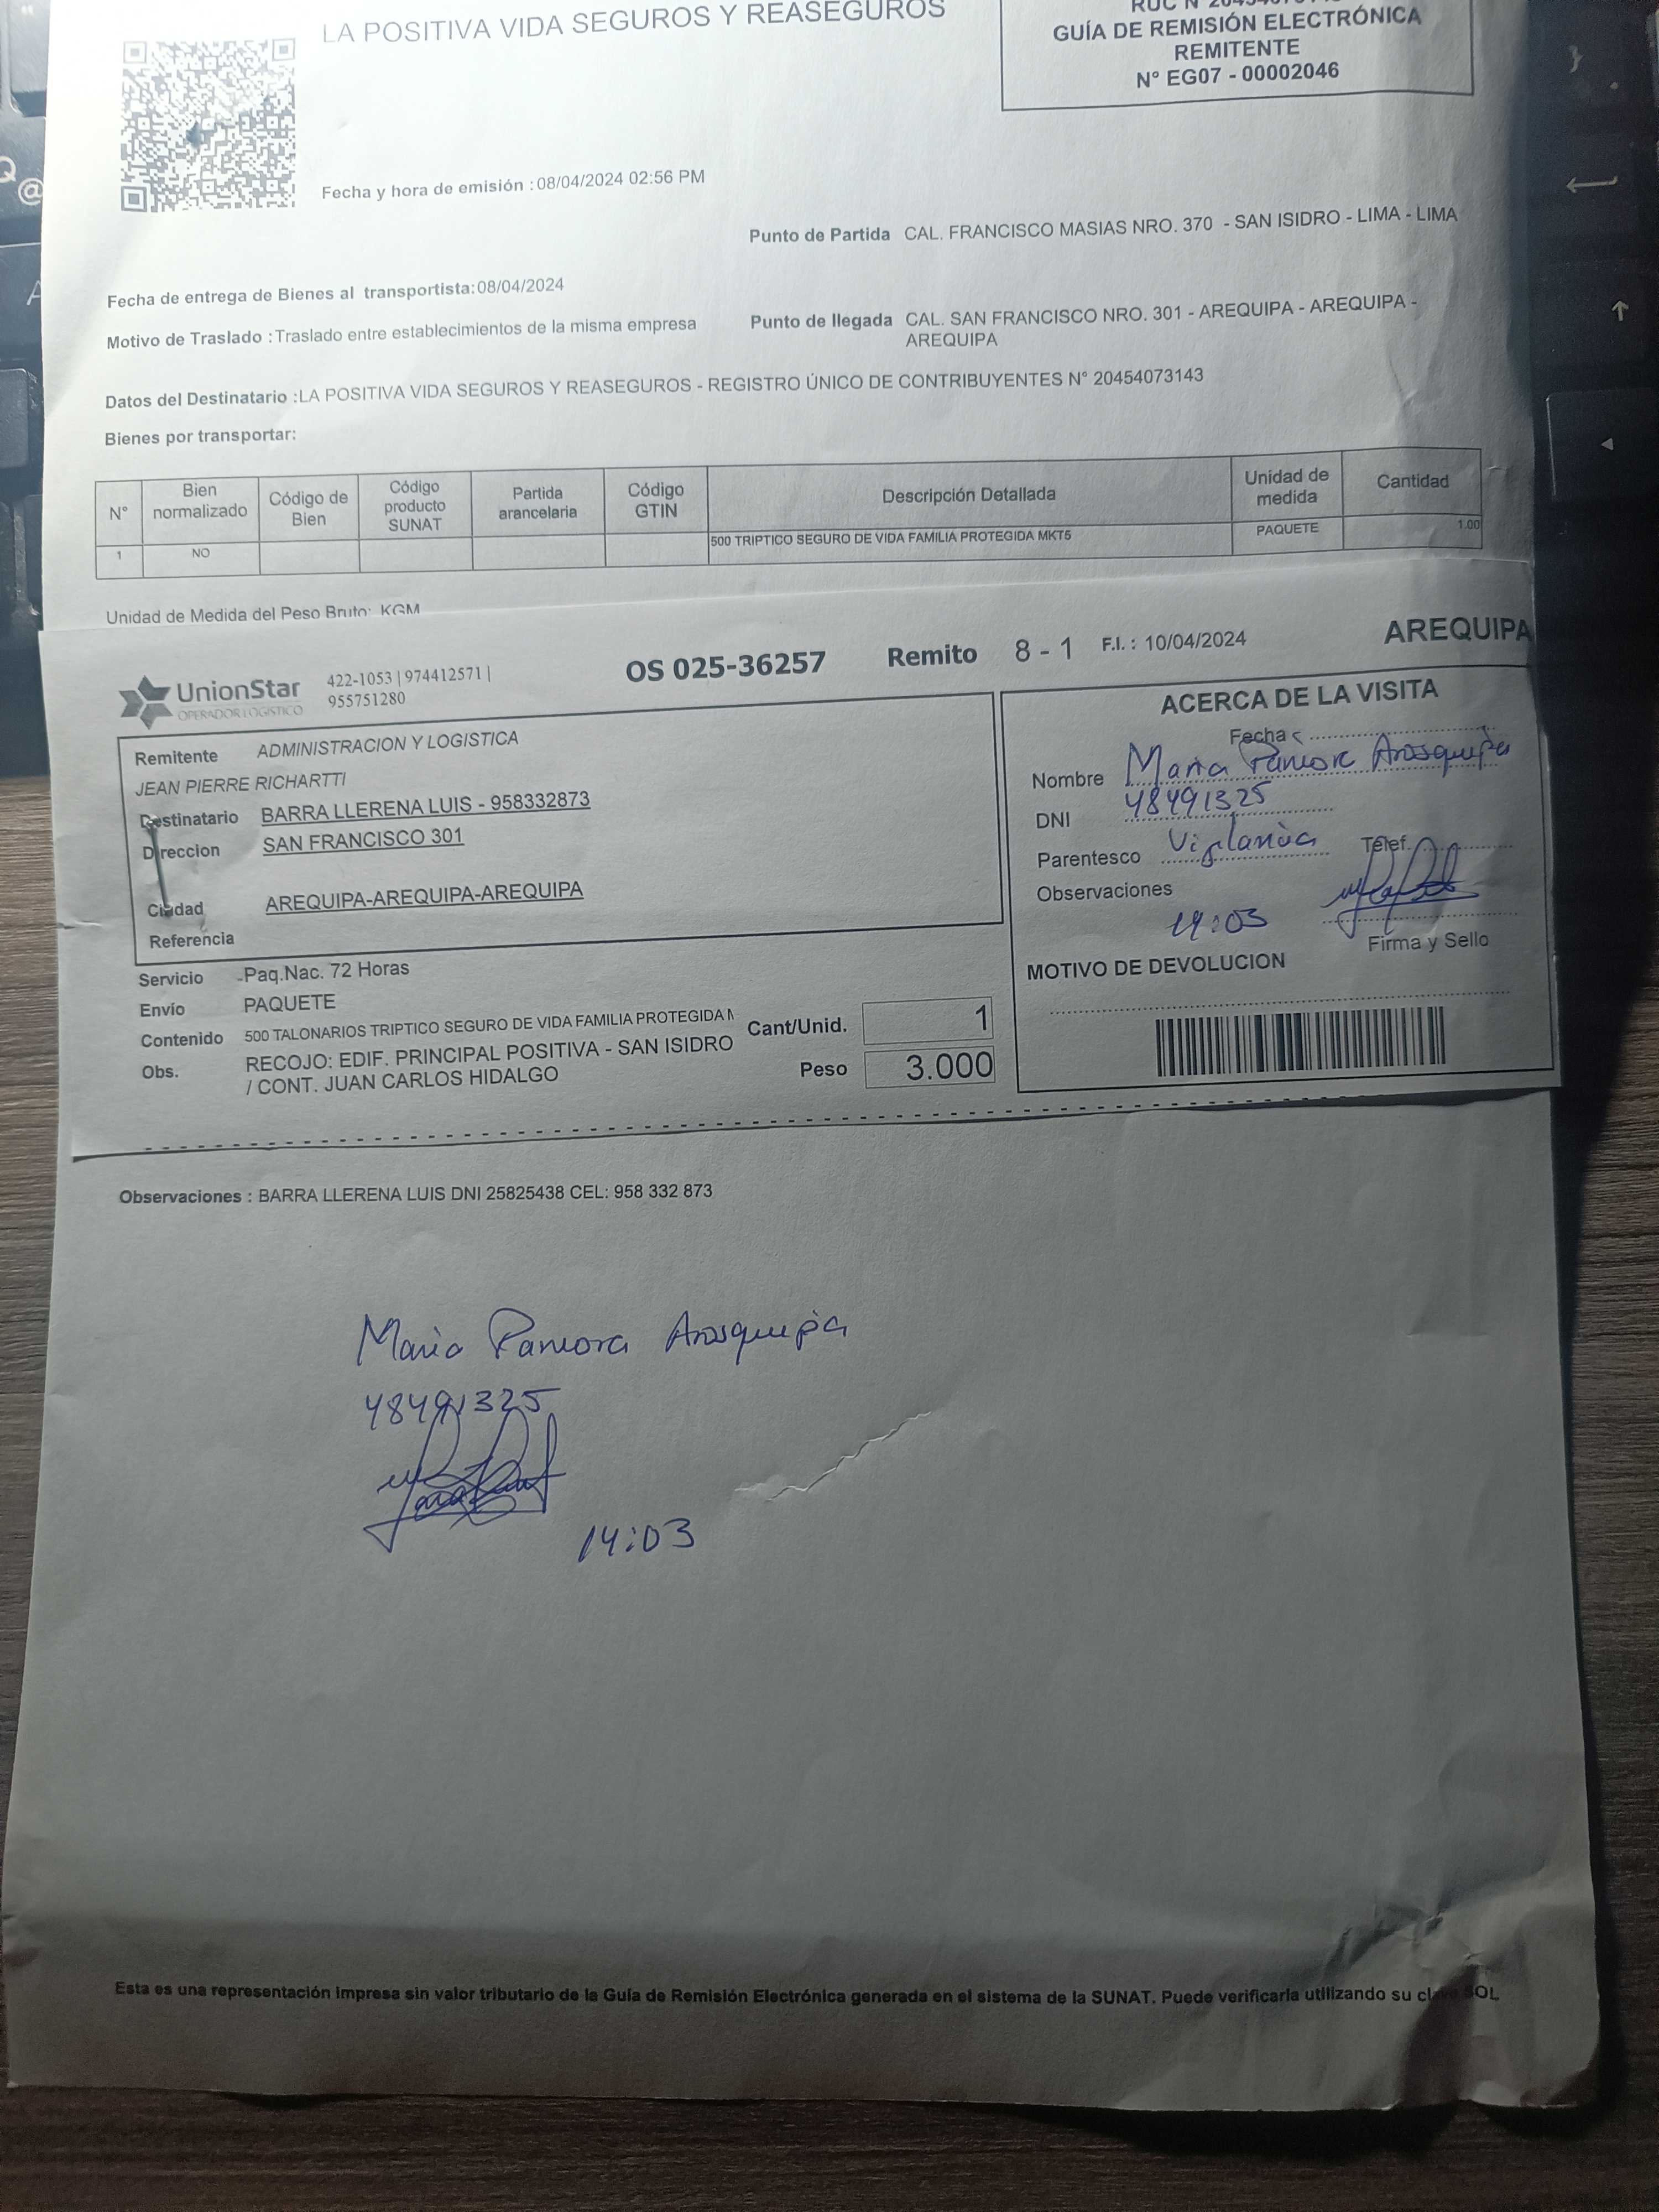 LA POSITIVA VIDA SEGUROS Y REASEGUROS
GUÍA DE REMISIÓN ELECTRÓNICA
REMITENTE
N° EG07 - 00002046
Fecha y hora de emisión : 08/04/2024 02:56 PM
Punto de Partida CAL. FRANCISCO MASIAS NRO. 370 - SAN ISIDRO - LIMA - LIMA
Fecha de entrega de Bienes al transportista: 08/04/2024
Motivo de Traslado : Traslado entre establecimientos de la misma empresa
Punto de llegada CAL. SAN FRANCISCO NRO. 301 - AREQUIPA - AREQUIPA -
AREQUIPA
Datos del Destinatario : LA POSITIVA VIDA SEGUROS Y REASEGUROS - REGISTRO ÚNICO DE CONTRIBUYENTES N° 20454073143
Bienes por transportar:
N° Bien normalizado Código de Bien Código producto SUNAT Partida arancelaria Código GTIN Descripción Detallada Unidad de medida Cantidad
1 NO 500 TRIPTICO SEGURO DE VIDA FAMILIA PROTEGIDA MKT5 PAQUETE 1.00
Unidad de Medida del Peso Bruto: KGM
UnionStar
OPERADOR LOGISTICO
422-1053 | 974412571 |
955751280
OS 025-36257 Remito 8 - 1 F.I. : 10/04/2024 AREQUIPA
Remitente ADMINISTRACION Y LOGISTICA
JEAN PIERRE RICHARTTI
Destinatario BARRA LLERENA LUIS - 958332873
Direccion SAN FRANCISCO 301
Ciudad AREQUIPA-AREQUIPA-AREQUIPA
Referencia
Servicio Paq.Nac. 72 Horas
Envío PAQUETE
Contenido 500 TALONARIOS TRIPTICO SEGURO DE VIDA FAMILIA PROTEGIDA
Obs. RECOJO: EDIF. PRINCIPAL POSITIVA - SAN ISIDRO
/ CONT. JUAN CARLOS HIDALGO
Cant/Unid. 1
Peso 3.000
ACERCA DE LA VISITA
Fecha
Nombre Maria Arosquipa
DNI 48491325
Parentesco Vigilancia Telef.
Observaciones
14:03
Firma y Sello
MOTIVO DE DEVOLUCION
Observaciones : BARRA LLERENA LUIS DNI 25825438 CEL: 958 332 873
Maria Arosquipa
48491325
14:03
Esta es una representación impresa sin valor tributario de la Guía de Remisión Electrónica generada en el sistema de la SUNAT. Puede verificarla utilizando su clave SOL